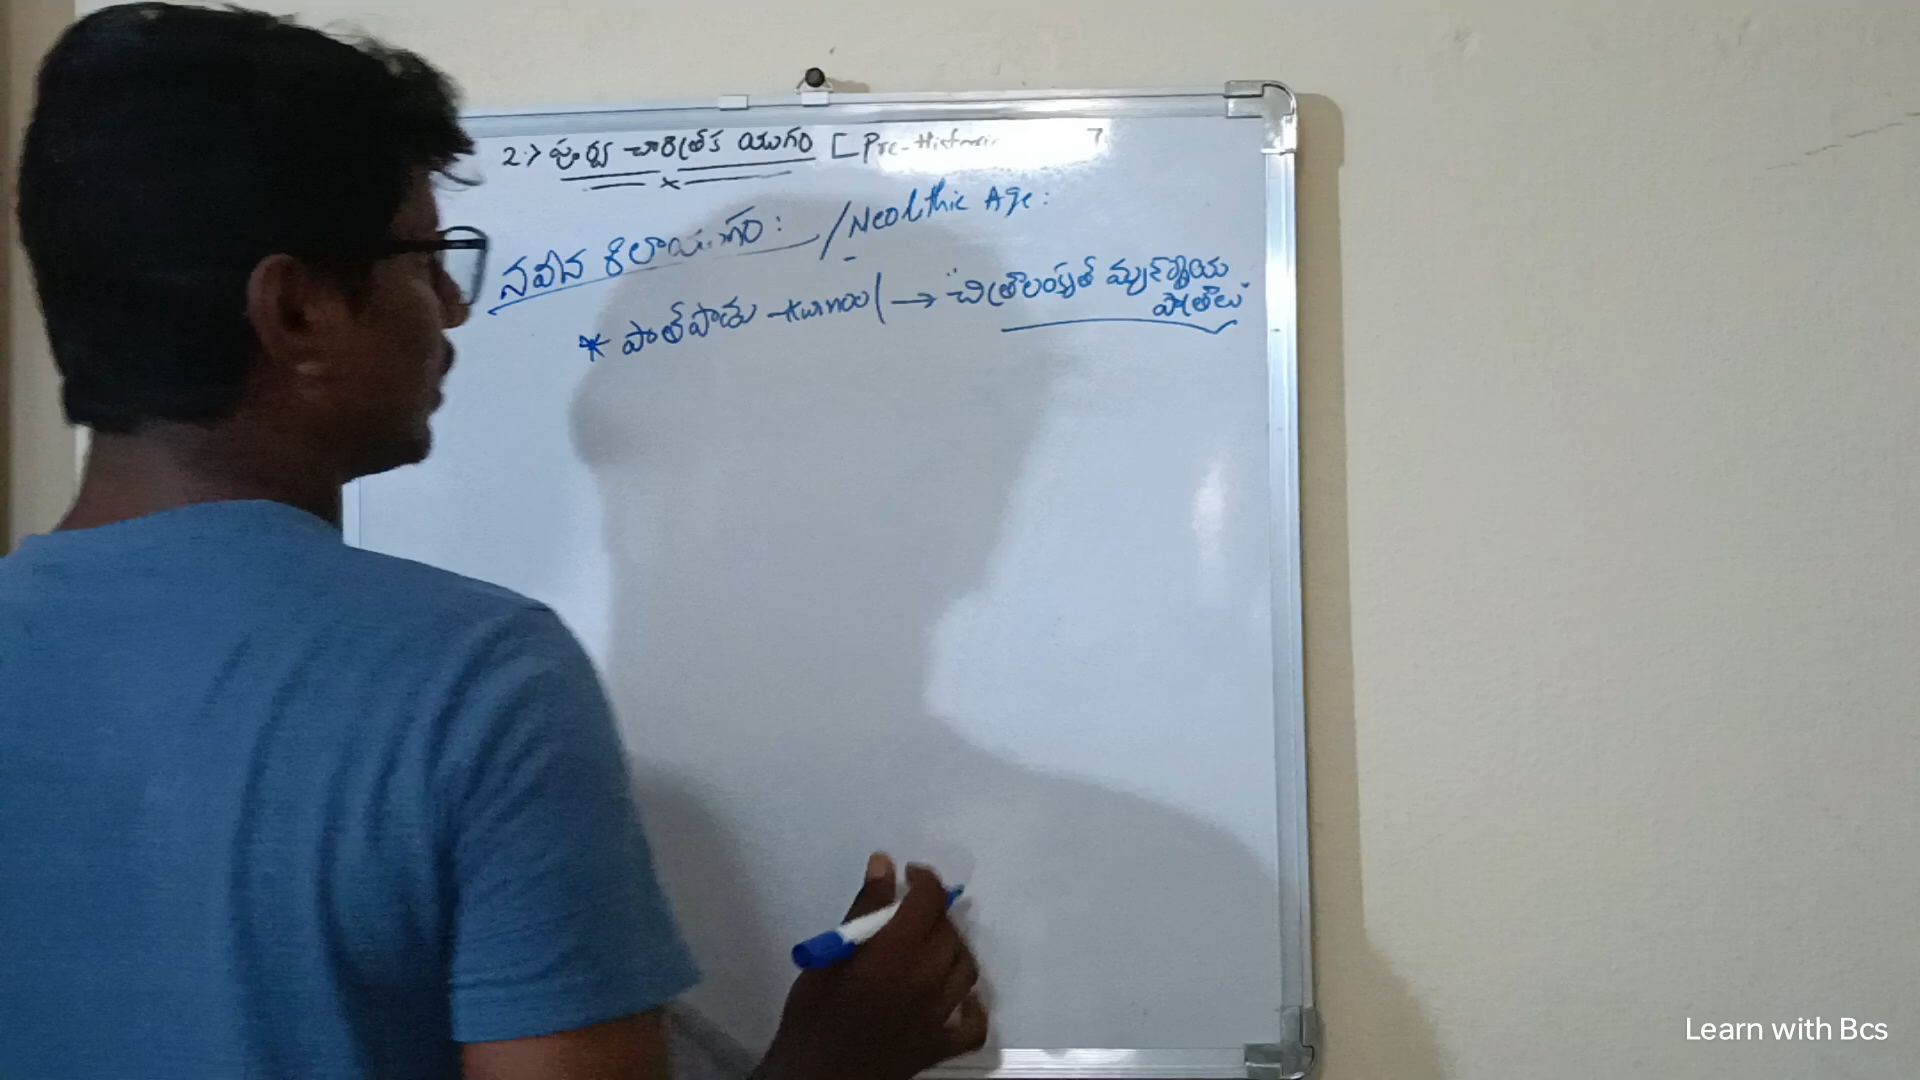 2.> పూర్వ చారిత్రక యుగం [Pre-Historic
నవీన శిలాయుగం: / Neolithic Age:
* పాతపాడు - Kurnool → చిత్రాలంకృత మృణ్మయ
పాత్రలు.
Learn with Bcs